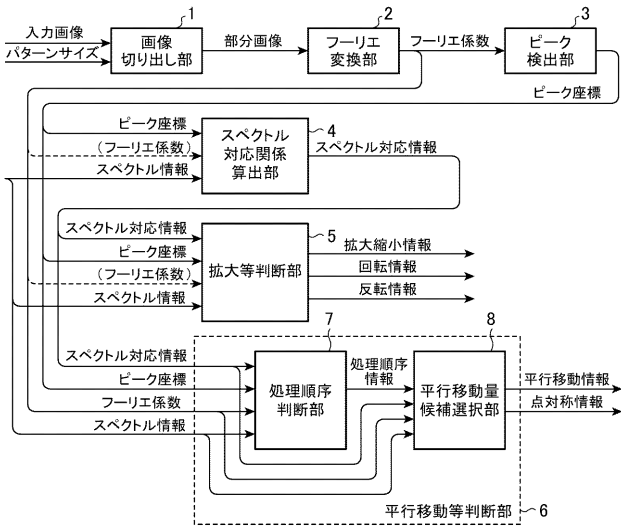 1
2
3
入力画像
パターンサイズ
画像
切り出し部
部分画像
フーリエ
変換部
フーリエ係数
ピーク
検出部
ピーク座標
4
ピーク座標
(フーリエ係数)
スペクトル情報
スペクトル
対応関係
算出部
スペクトル対応情報
5
スペクトル対応情報
ピーク座標
(フーリエ係数)
スペクトル情報
拡大等判断部
拡大縮小情報
回転情報
反転情報
7
8
スペクトル対応情報
ピーク座標
フーリエ係数
スペクトル情報
処理順序
判断部
処理順序
情報
平行移動量
候補選択部
平行移動情報
点対称情報
平行移動等判断部
6